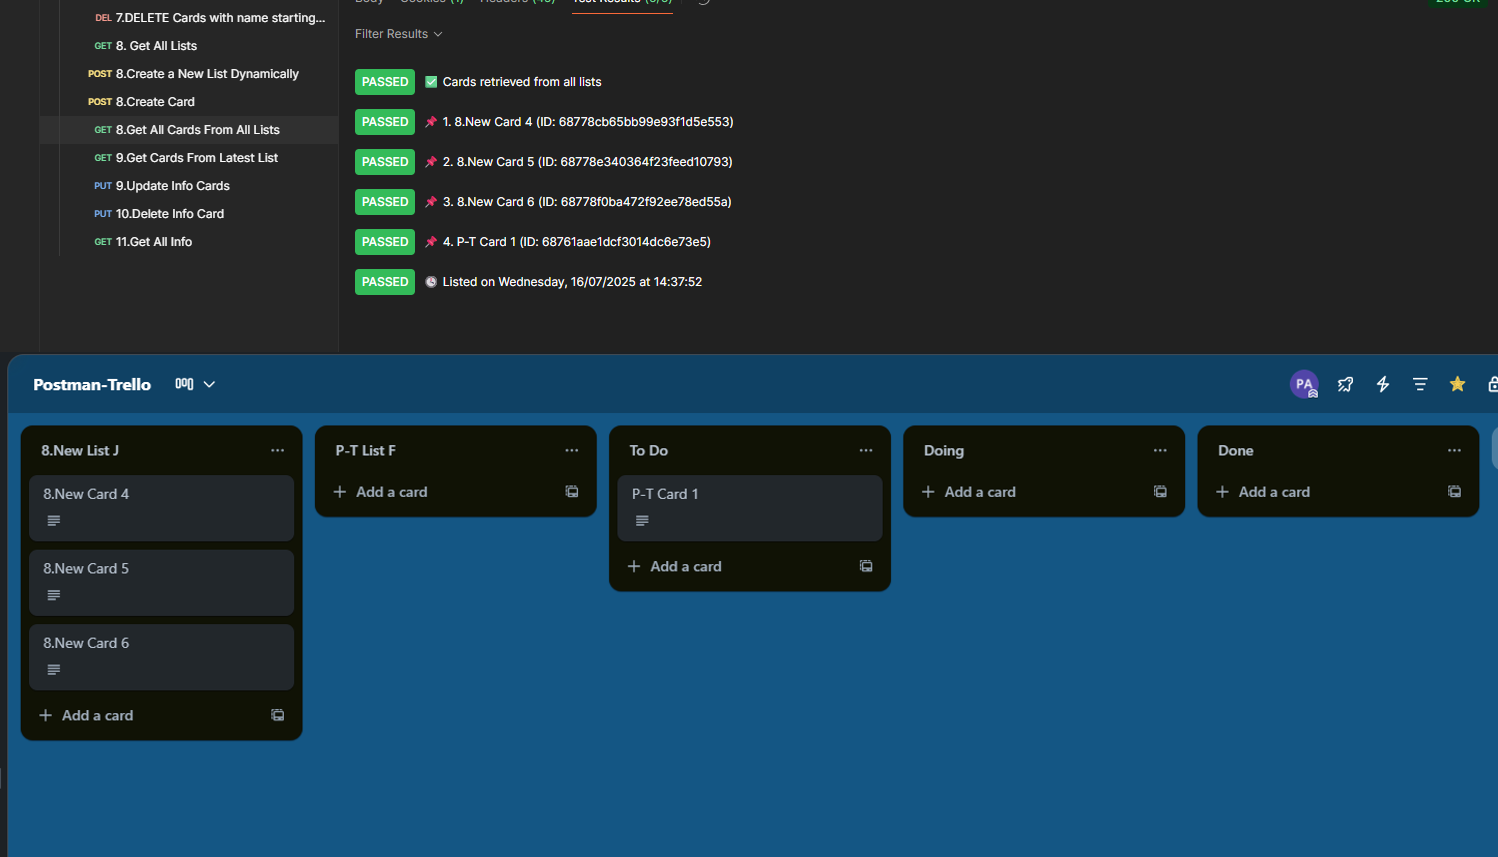 DEL 7.DELETE Cards with name starting...
GET 8. Get All Lists
POST 8.Create a New List Dynamically
POST 8.Create Card
GET 8.Get All Cards From All Lists
GET 9.Get Cards From Latest List
PUT 9.Update Info Cards
PUT 10.Delete Info Card
GET 11.Get All Info
Filter Results
PASSED ✅ Cards retrieved from all lists
PASSED 📌 1. 8.New Card 4 (ID: 68778cb65bb99e93f1d5e553)
PASSED 📌 2. 8.New Card 5 (ID: 68778e340364f23feed10793)
PASSED 📌 3. 8.New Card 6 (ID: 68778f0ba472f92ee78ed55a)
PASSED 📌 4. P-T Card 1 (ID: 68761aae1dcf3014dc6e73e5)
PASSED 🕒 Listed on Wednesday, 16/07/2025 at 14:37:52
Postman-Trello
PA
8.New List J
8.New Card 4
8.New Card 5
8.New Card 6
+ Add a card
P-T List F
+ Add a card
To Do
P-T Card 1
+ Add a card
Doing
+ Add a card
Done
+ Add a card